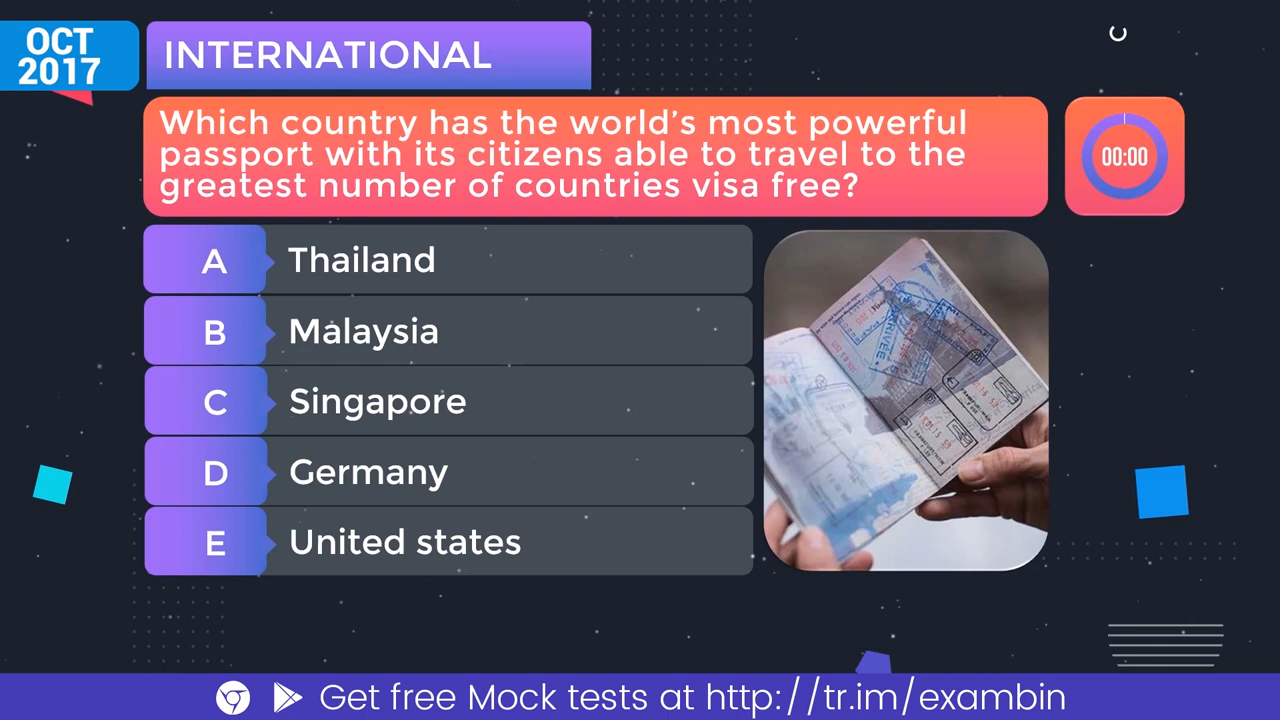 OCT
2017
INTERNATIONAL
Which country has the world’s most powerful
passport with its citizens able to travel to the
greatest number of countries visa free?
00:00
A Thailand
B Malaysia
C Singapore
D Germany
E United states
ARRIVEE
Get free Mock tests at http://tr.im/exambin